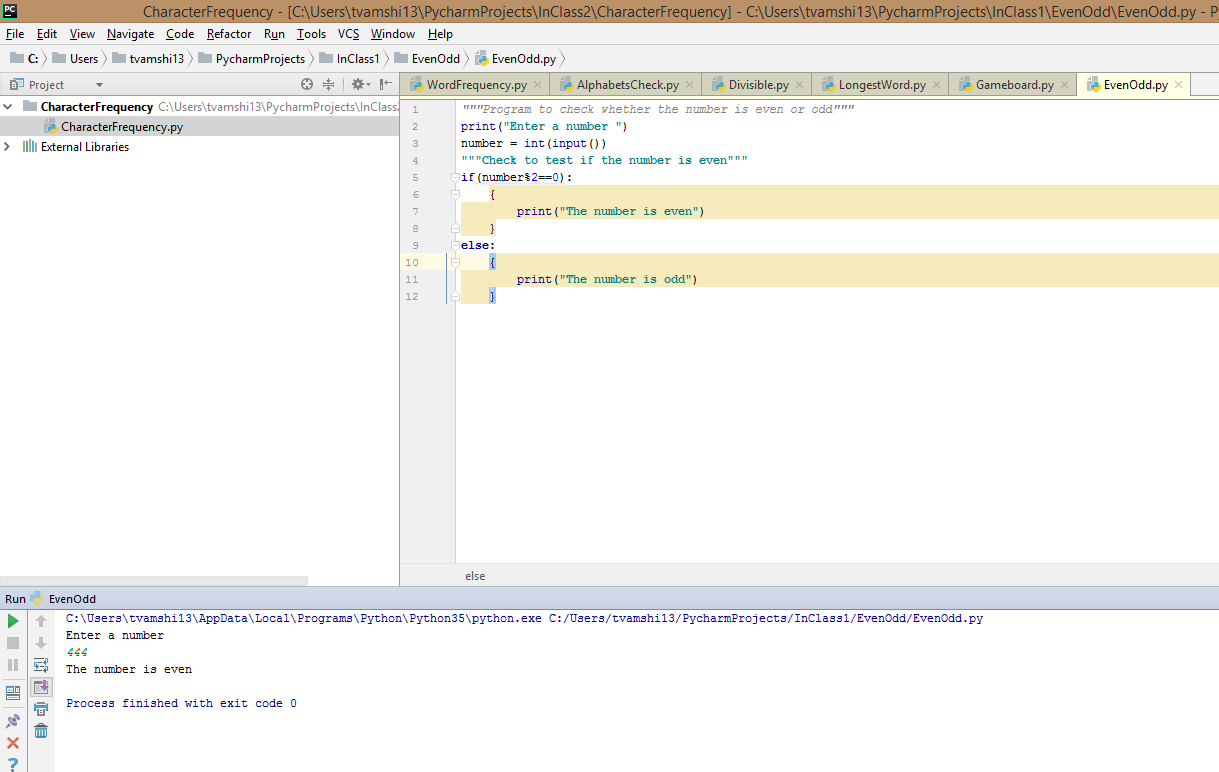 PC CharacterFrequency - [C:\Users\tvamshi13\PycharmProjects\InClass2\CharacterFrequency] - C:\Users\tvamshi13\PycharmProjects\InClass1\EvenOdd\EvenOdd.py - P
File Edit View Navigate Code Refactor Run Tools VCS Window Help
C: Users tvamshi13 PycharmProjects InClass1 EvenOdd EvenOdd.py
Project
WordFrequency.py AlphabetsCheck.py Divisible.py LongestWord.py Gameboard.py EvenOdd.py
CharacterFrequency C:\Users\tvamshi13\PycharmProjects\InClass
CharacterFrequency.py
External Libraries
1 """Program to check whether the number is even or odd"""
2 print("Enter a number ")
3 number = int(input())
4 """Check to test if the number is even"""
5 if(number%2==0):
6 {
7 print("The number is even")
8 }
9 else:
10 {
11 print("The number is odd")
12 }
else
Run EvenOdd
C:\Users\tvamshi13\AppData\Local\Programs\Python\Python35\python.exe C:/Users/tvamshi13/PycharmProjects/InClass1/EvenOdd/EvenOdd.py
Enter a number
444
The number is even
Process finished with exit code 0
?